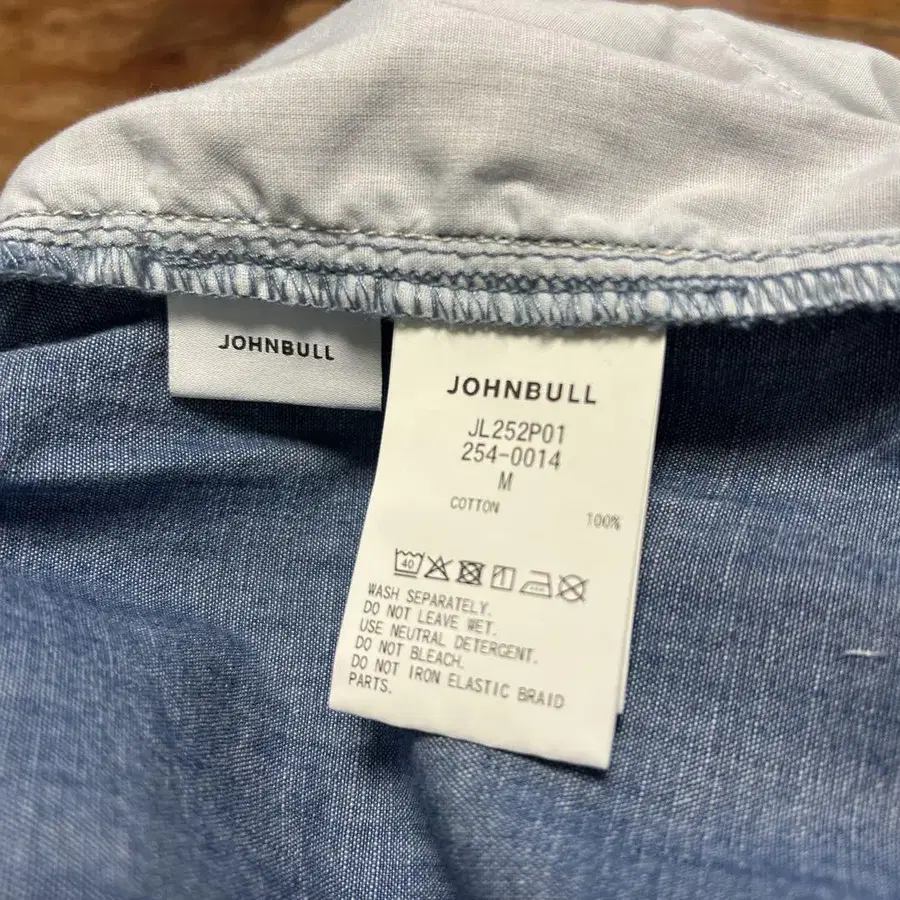 JOHNBULL
JOHNBULL
JL252P01
254-0014
M
COTTON 100%
40
WASH SEPARATELY.
DO NOT LEAVE WET.
USE NEUTRAL DETERGENT.
DO NOT BLEACH.
DO NOT IRON ELASTIC BRAID
PARTS.